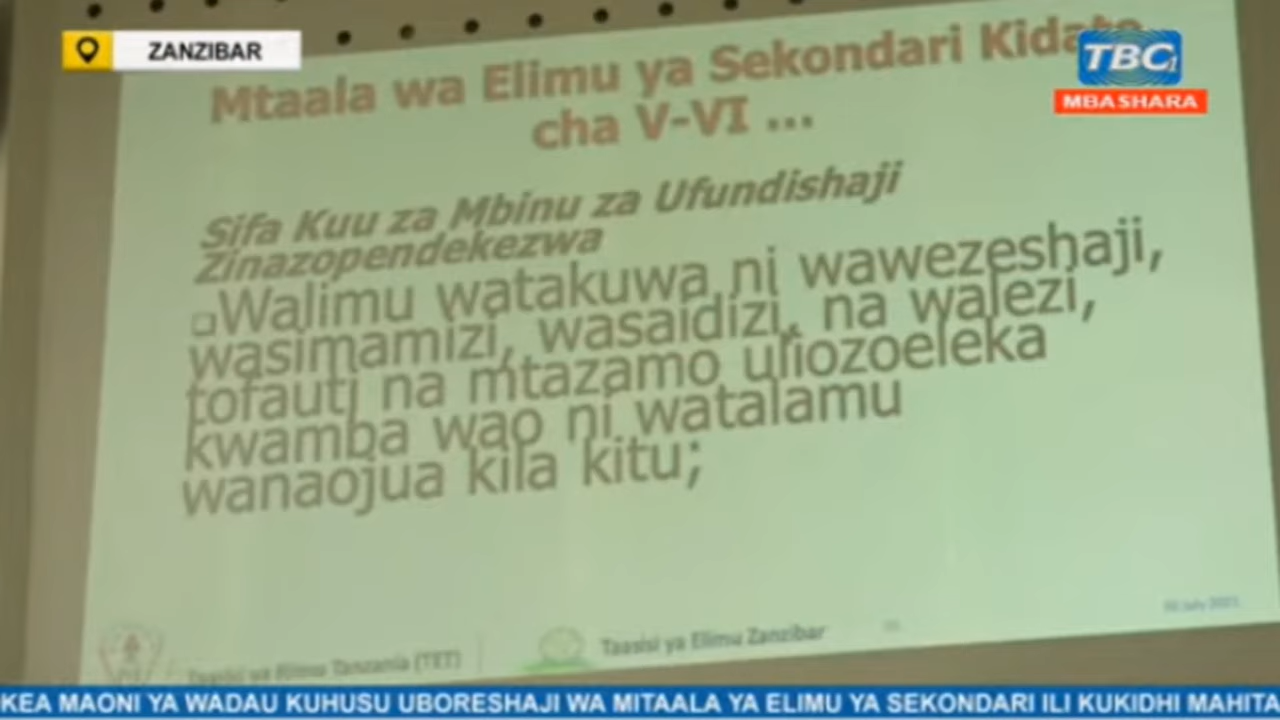 ZANZIBAR
TBC1
MBASHARA
Mtaala wa Elimu ya Sekondari Kidato
cha V-VI ...
Sifa Kuu za Mbinu za Ufundishaji
Zinazopendekezwa
Walimu watakuwa ni wawezeshaji,
wasimamizi, wasaidizi, na walezi,
tofauti na mtazamo uliozoeleka
kwamba wao ni watalamu
wanaojua kila kitu;
Taasisi ya Elimu Tanzania (TET)
Taasisi ya Elimu Zanzibar
OKEA MAONI YA WADAU KUHUSU UBORESHAJI WA MITAALA YA ELIMU YA SEKONDARI ILI KUKIDHI MAHITA